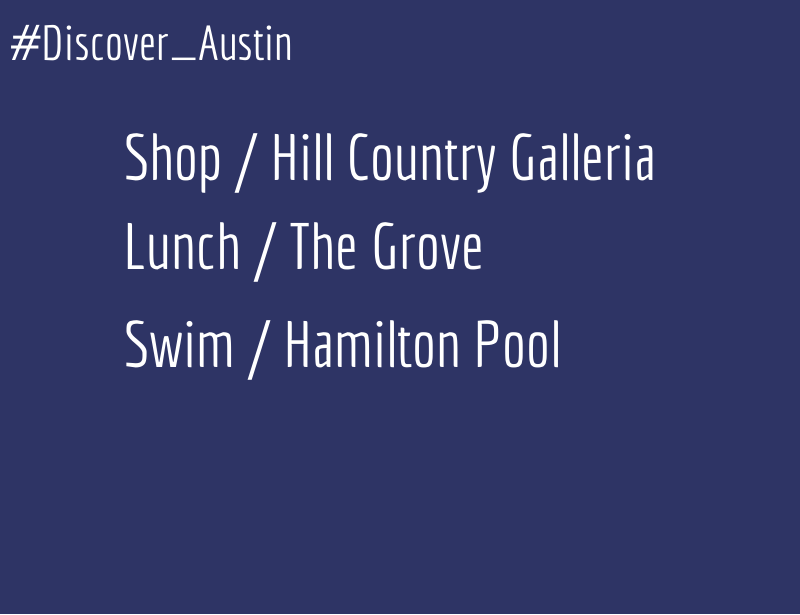 #Discover_Austin
Shop / Hill Country Galleria
Lunch / The Grove
Swim / Hamilton Pool